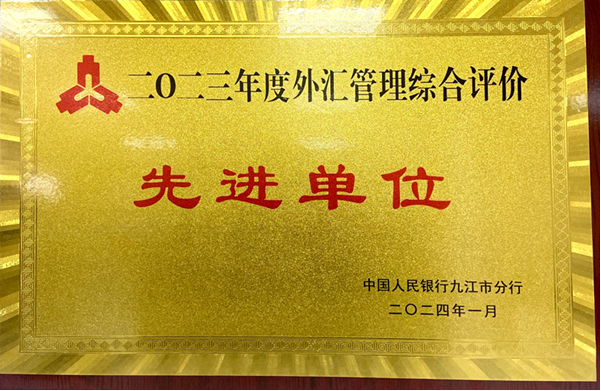 二〇二三年度外汇管理综合评价
先进单位
中国人民银行九江市分行
二〇二四年一月